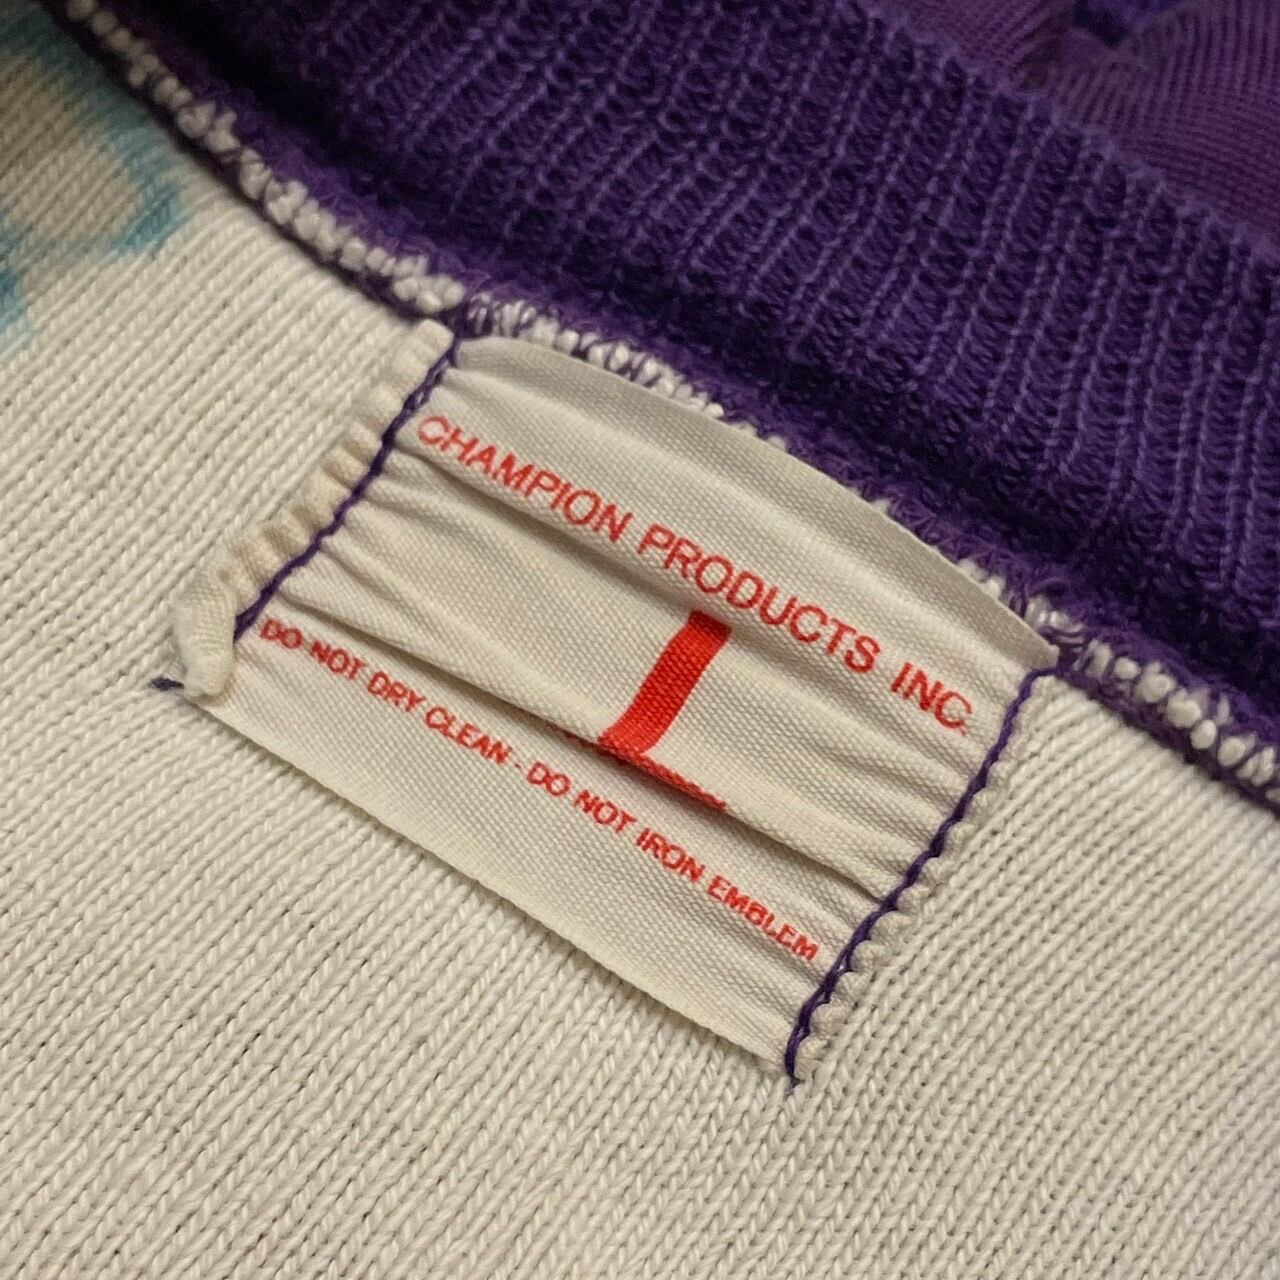 CHAMPION PRODUCTS INC.
L
DO NOT DRY CLEAN - DO NOT IRON EMBLEM